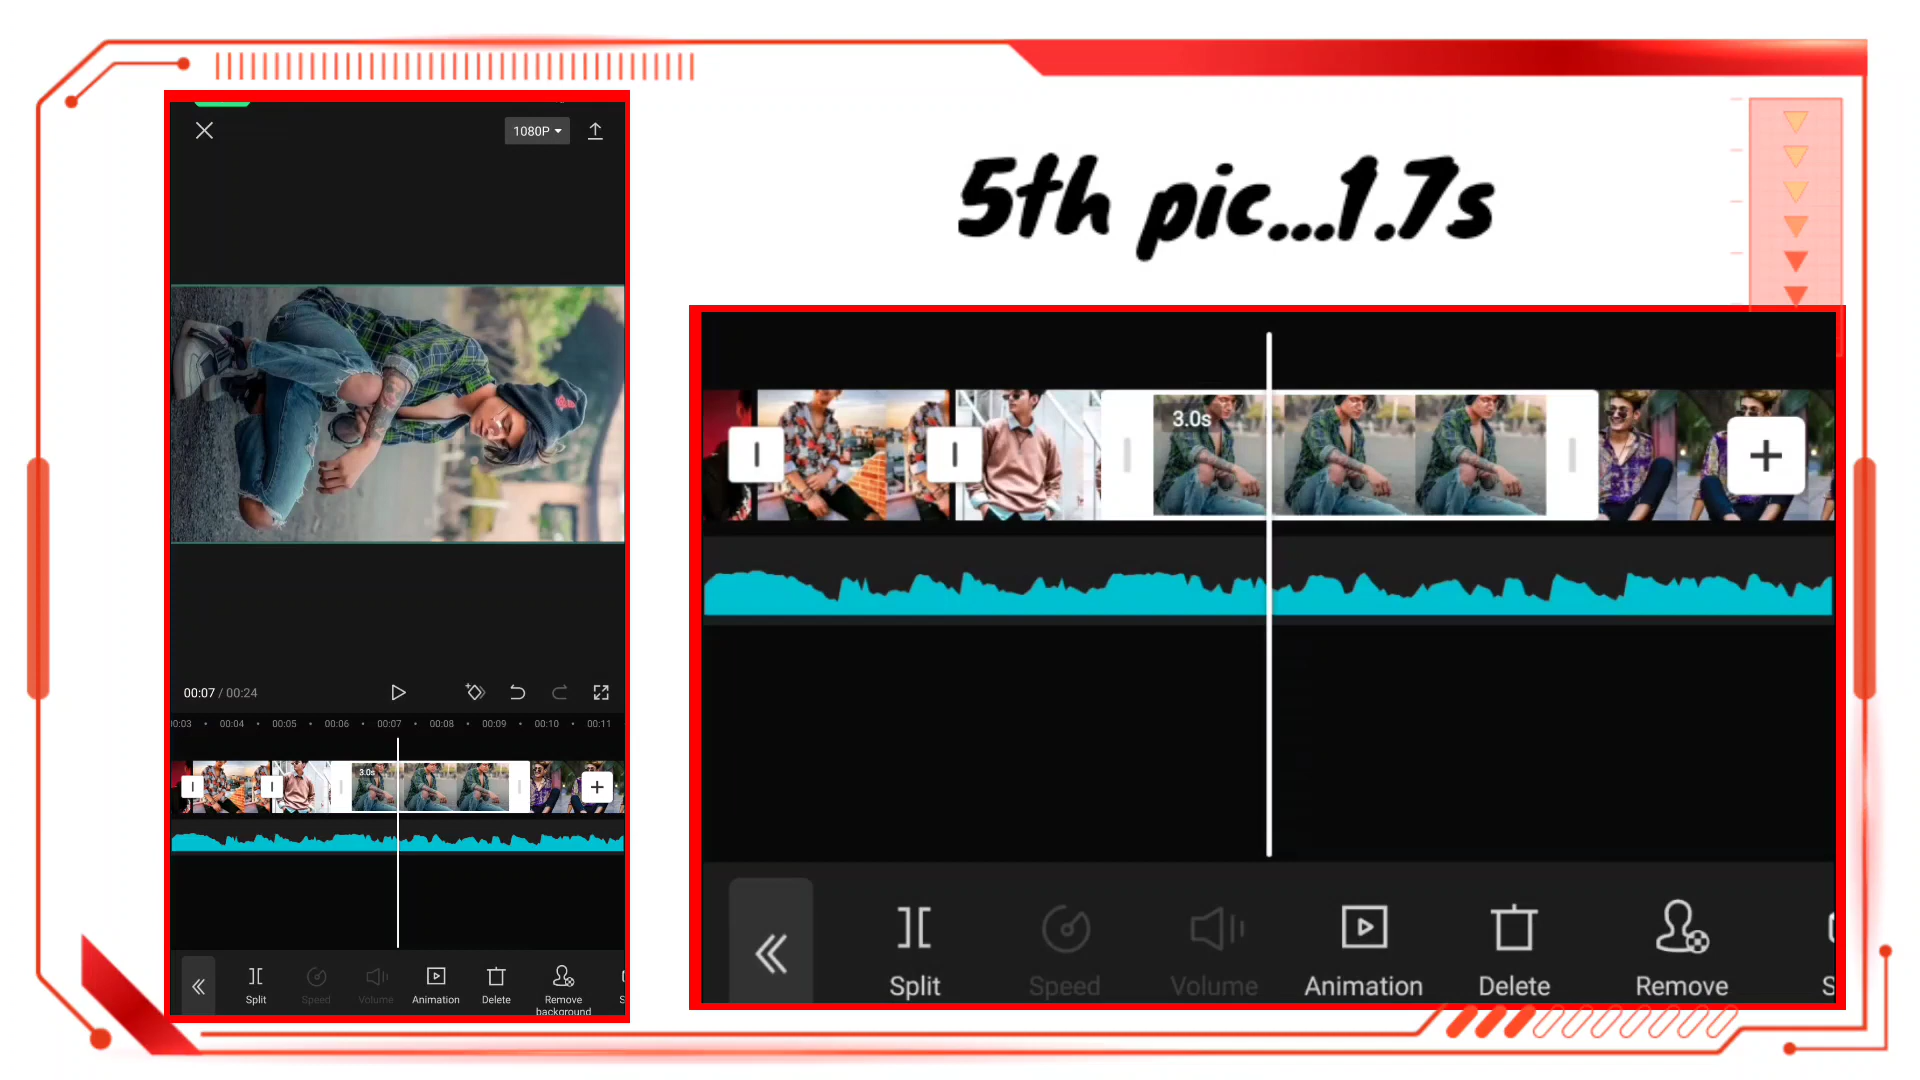 1080P
5th pic...1.7s
3.0s
00:07 / 00:24
00:03 00:04 00:05 00:06 00:07 00:08 00:09 00:10 00:11
3.0s
Split Speed Volume Animation Delete Remove background S
Split Speed Volume Animation Delete Remove S